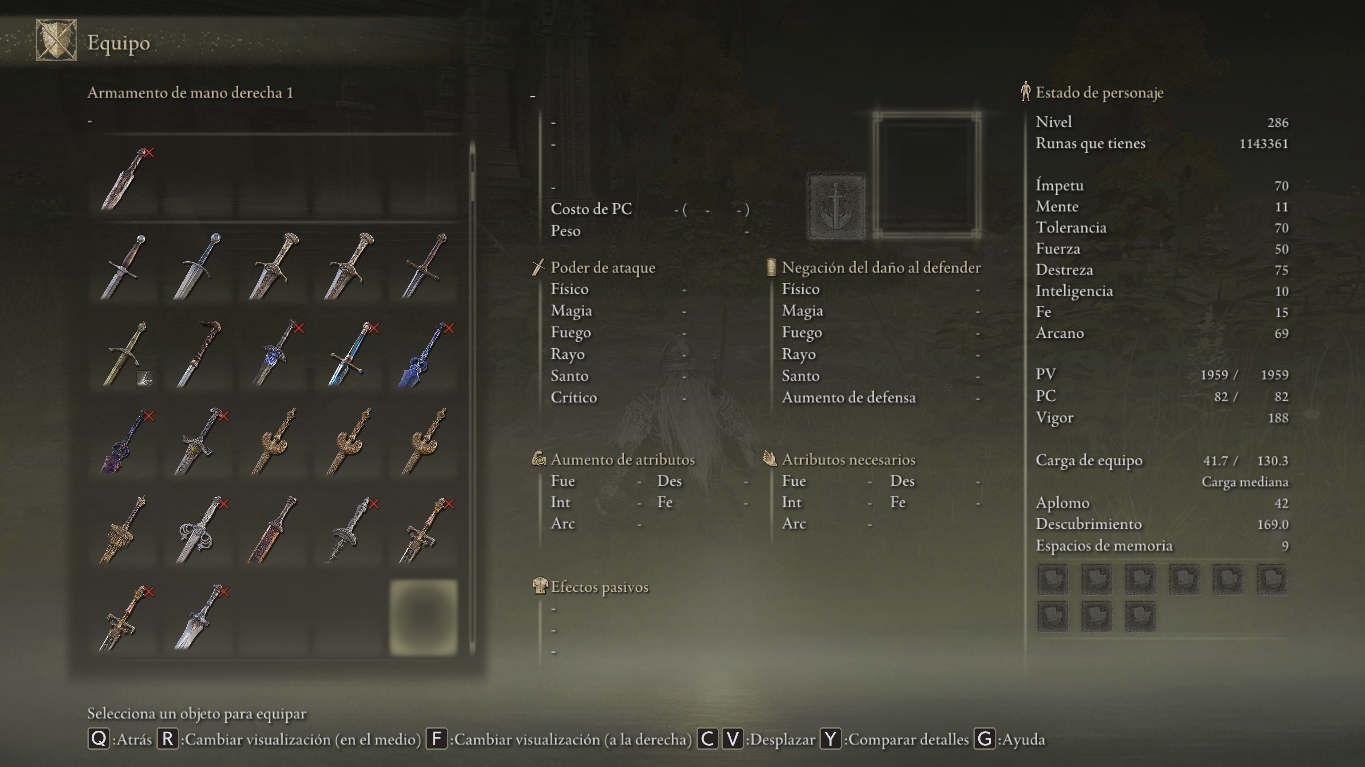 Equipo
Armamento de mano derecha 1
-
-
-
-
-
Costo de PC - ( - - )
Peso -
Poder de ataque
Físico -
Magia -
Fuego -
Rayo -
Santo -
Crítico -
Negación del daño al defender
Físico -
Magia -
Fuego -
Rayo -
Santo -
Aumento de defensa -
Aumento de atributos
Fue - Des -
Int - Fe -
Arc -
Atributos necesarios
Fue - Des -
Int - Fe -
Arc -
Efectos pasivos
-
-
-
Estado de personaje
Nivel 286
Runas que tienes 1143361
Ímpetu 70
Mente 11
Tolerancia 70
Fuerza 50
Destreza 75
Inteligencia 10
Fe 15
Arcano 69
PV 1959 / 1959
PC 82 / 82
Vigor 188
Carga de equipo 41.7 / 130.3
Carga mediana
Aplomo 42
Descubrimiento 169.0
Espacios de memoria 9
Selecciona un objeto para equipar
Q :Atrás R :Cambiar visualización (en el medio) F :Cambiar visualización (a la derecha) C V :Desplazar Y :Comparar detalles G :Ayuda